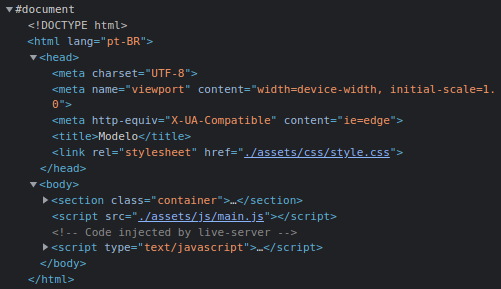 #document
<!DOCTYPE html>
<html lang="pt-BR">
<head>
<meta charset="UTF-8">
<meta name="viewport" content="width=device-width, initial-scale=1.
0">
<meta http-equiv="X-UA-Compatible" content="ie=edge">
<title>Modelo</title>
<link rel="stylesheet" href="./assets/css/style.css">
</head>
<body>
<section class="container">…</section>
<script src="./assets/js/main.js"></script>
<!-- Code injected by live-server -->
<script type="text/javascript">…</script>
</body>
</html>